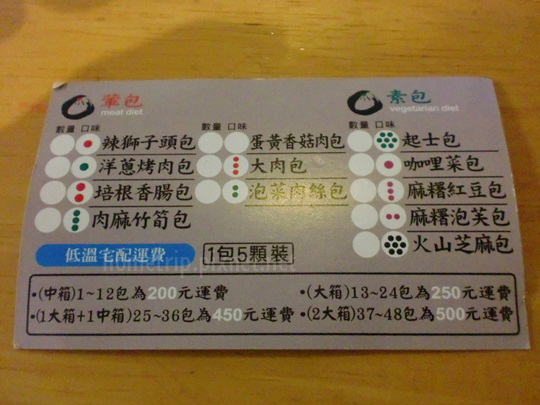 葷包
meat diet
數量 口味
辣獅子頭包
洋蔥烤肉包
培根香腸包
肉麻竹筍包
數量 口味
蛋黃香菇肉包
大肉包
泡菜肉絲包
素包
vegetarian diet
數量 口味
起士包
咖哩菜包
麻糬紅豆包
麻糬泡芙包
火山芝麻包
低溫宅配運費
1包5顆裝
hometrip.pixnet.net
•(中箱)1~12包為200元運費
•(大箱)13~24包為250元運費
•(1大箱+1中箱)25~36包為450元運費
•(2大箱)37~48包為500元運費